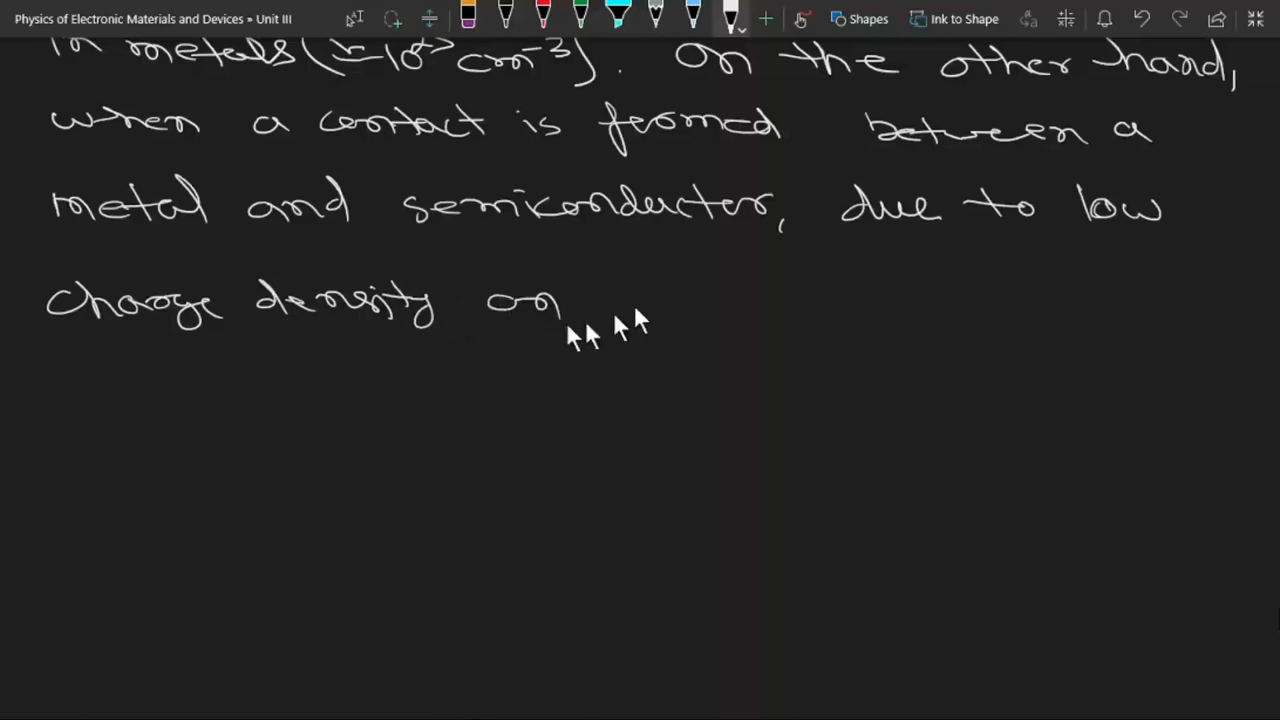 Physics of Electronic Materials and Devices » Unit III
Shapes
Ink to Shape
in metals(≃10 cm⁻³). On the other hand,
when a contact is formed between a
metal and semiconductor, due to low
charge density on